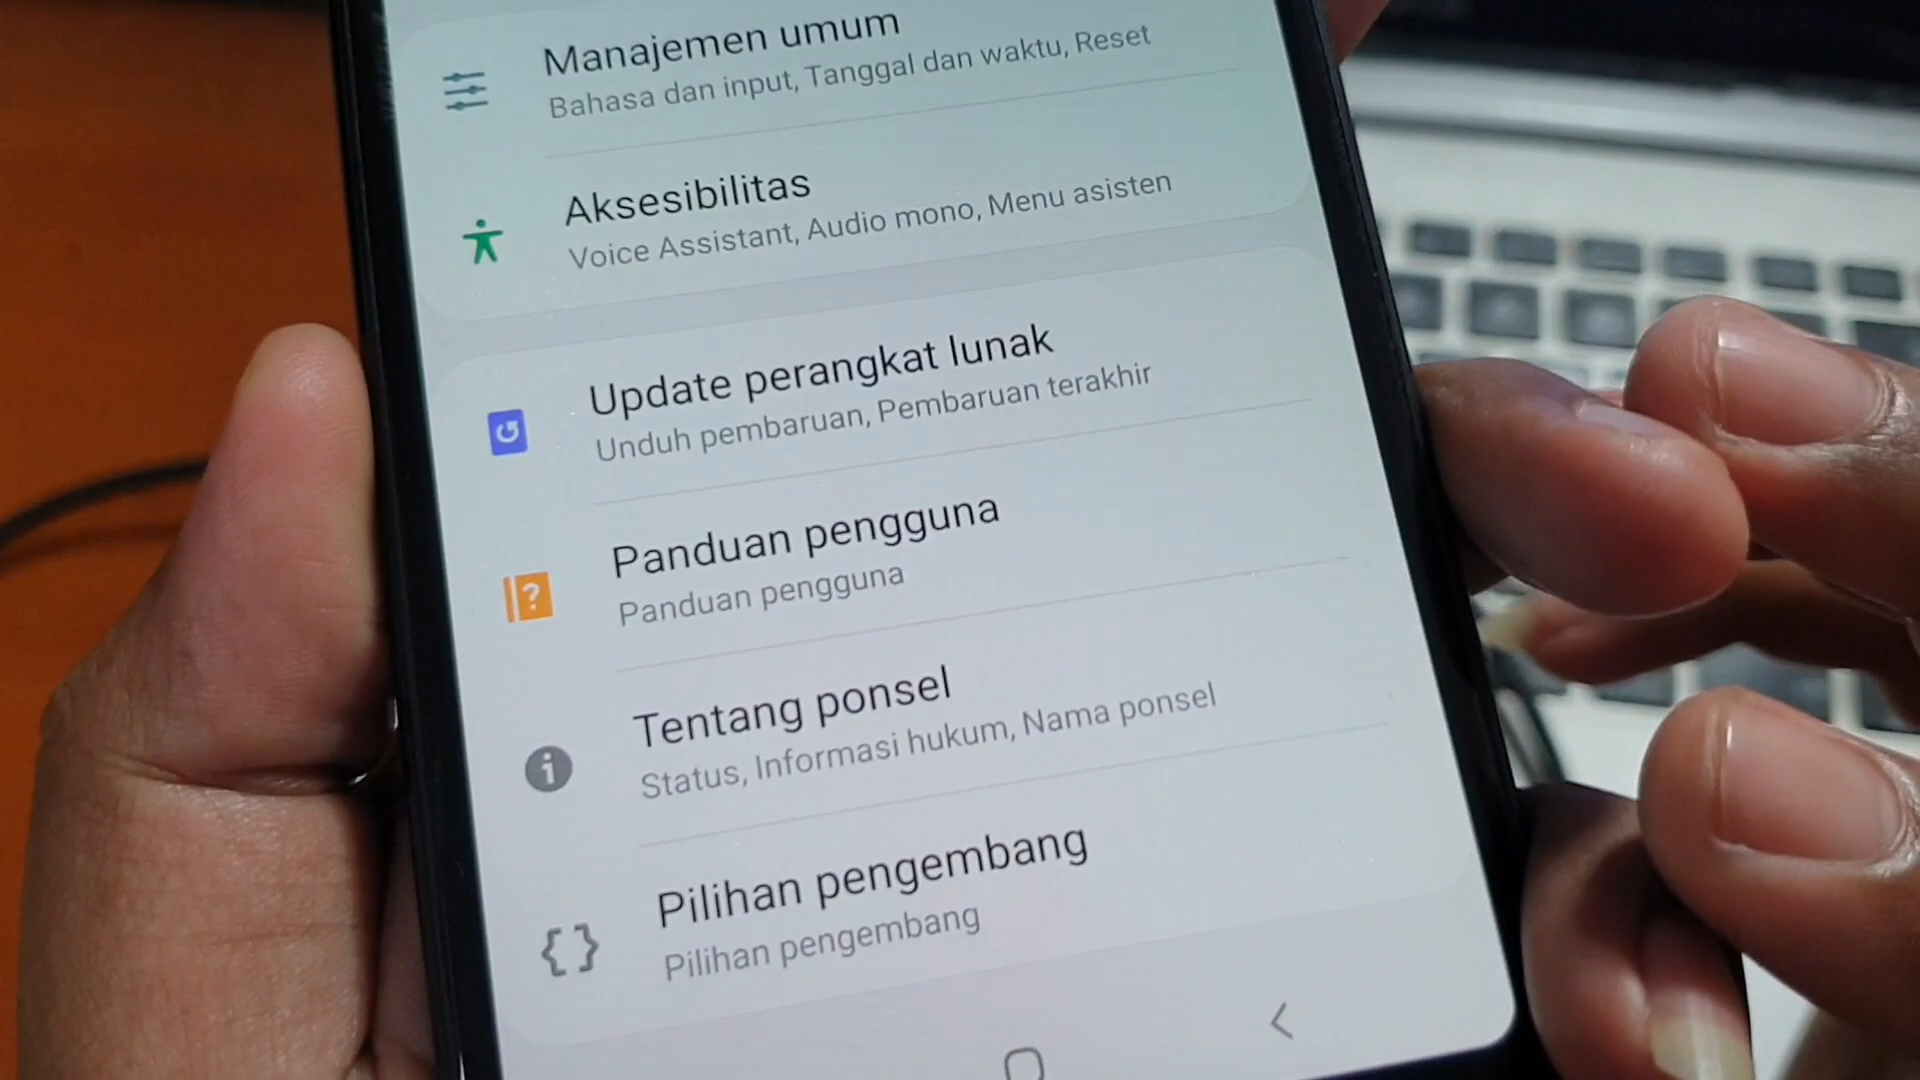 Manajemen umum
Bahasa dan input, Tanggal dan waktu, Reset
Aksesibilitas
Voice Assistant, Audio mono, Menu asisten
Update perangkat lunak
Unduh pembaruan, Pembaruan terakhir
Panduan pengguna
Panduan pengguna
Tentang ponsel
Status, Informasi hukum, Nama ponsel
Pilihan pengembang
Pilihan pengembang